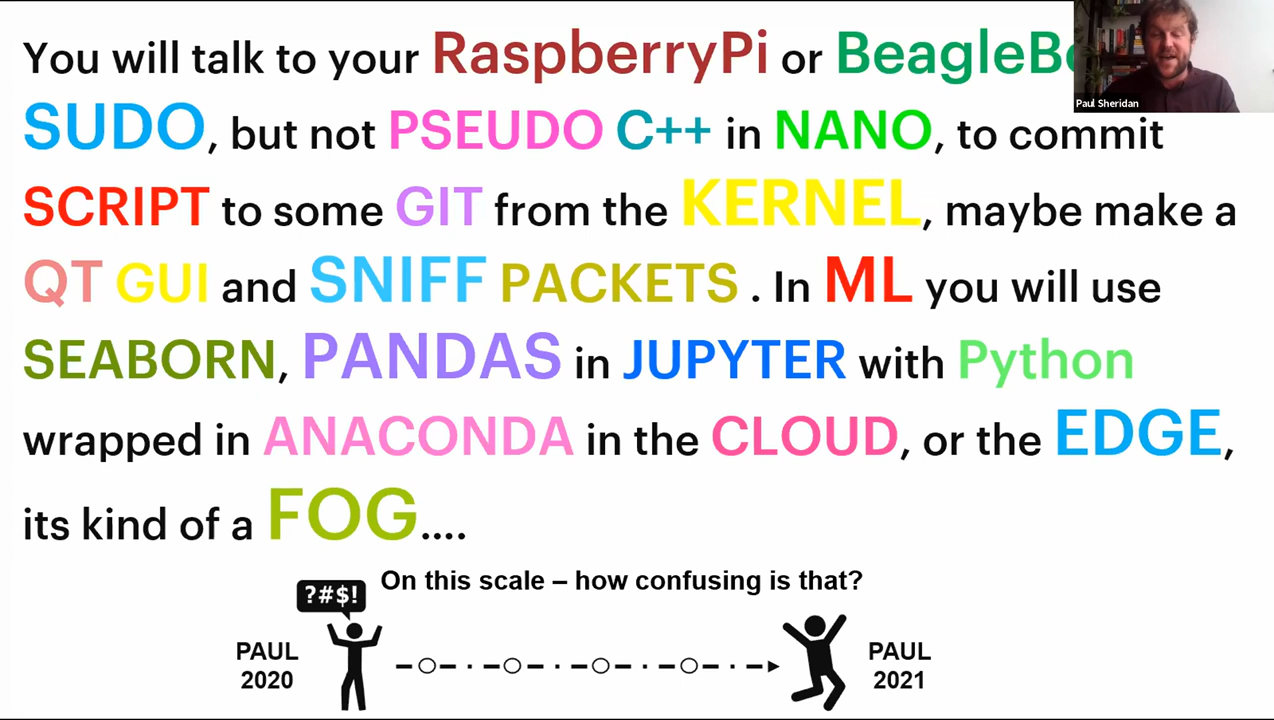 You will talk to your RaspberryPi or
Paul Sheridan
SUDO, but not PSEUDO C++ in NANO, to commit
SCRIPT to some GIT from the KERNEL, maybe make a
QT GUI and SNIFF PACKETS . In ML you will use
SEABORN, PANDAS in JUPYTER with Python
wrapped in ANACONDA in the CLOUD, or the EDGE,
its kind of a FOG....
On this scale – how confusing is that?
?#$!
PAUL
2020
PAUL
2021